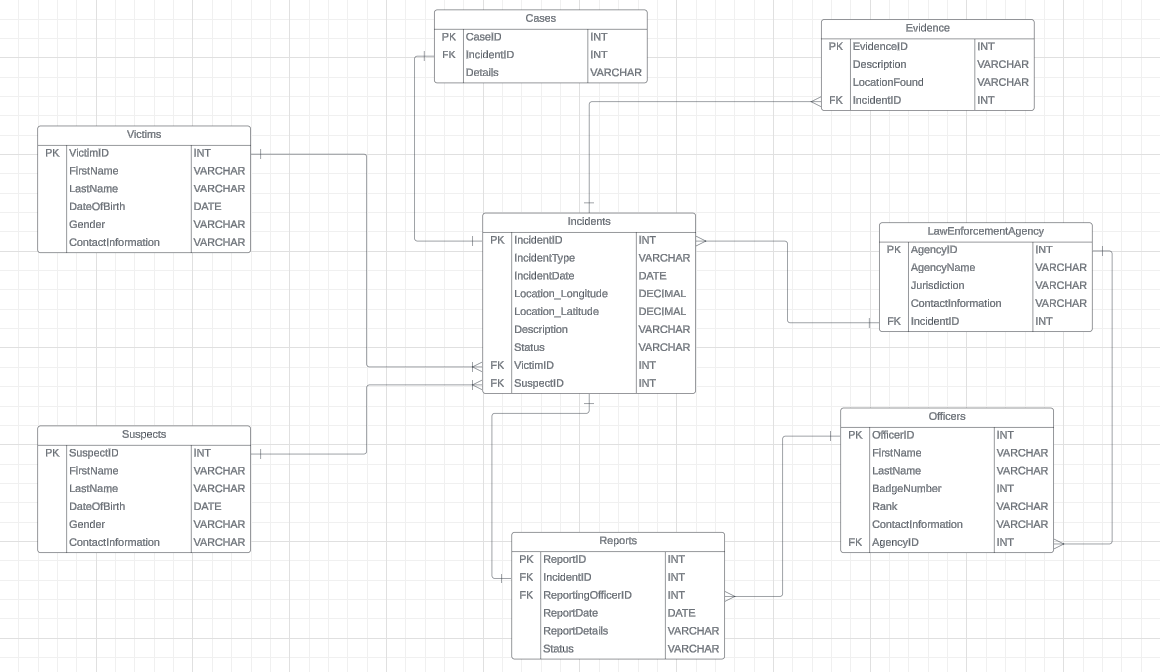 Cases
PK CaseID INT
FK IncidentID INT
Details VARCHAR
Evidence
PK EvidenceID INT
Description VARCHAR
LocationFound VARCHAR
FK IncidentID INT
Victims
PK VictimID INT
FirstName VARCHAR
LastName VARCHAR
DateOfBirth DATE
Gender VARCHAR
ContactInformation VARCHAR
Incidents
PK IncidentID INT
IncidentType VARCHAR
IncidentDate DATE
Location_Longitude DECIMAL
Location_Latitude DECIMAL
Description VARCHAR
Status VARCHAR
FK VictimID INT
FK SuspectID INT
LawEnforcementAgency
PK AgencyID INT
AgencyName VARCHAR
Jurisdiction VARCHAR
ContactInformation VARCHAR
FK IncidentID INT
Suspects
PK SuspectID INT
FirstName VARCHAR
LastName VARCHAR
DateOfBirth DATE
Gender VARCHAR
ContactInformation VARCHAR
Officers
PK OfficerID INT
FirstName VARCHAR
LastName VARCHAR
BadgeNumber INT
Rank VARCHAR
ContactInformation VARCHAR
FK AgencyID INT
Reports
PK ReportID INT
FK IncidentID INT
FK ReportingOfficerID INT
ReportDate DATE
ReportDetails VARCHAR
Status VARCHAR